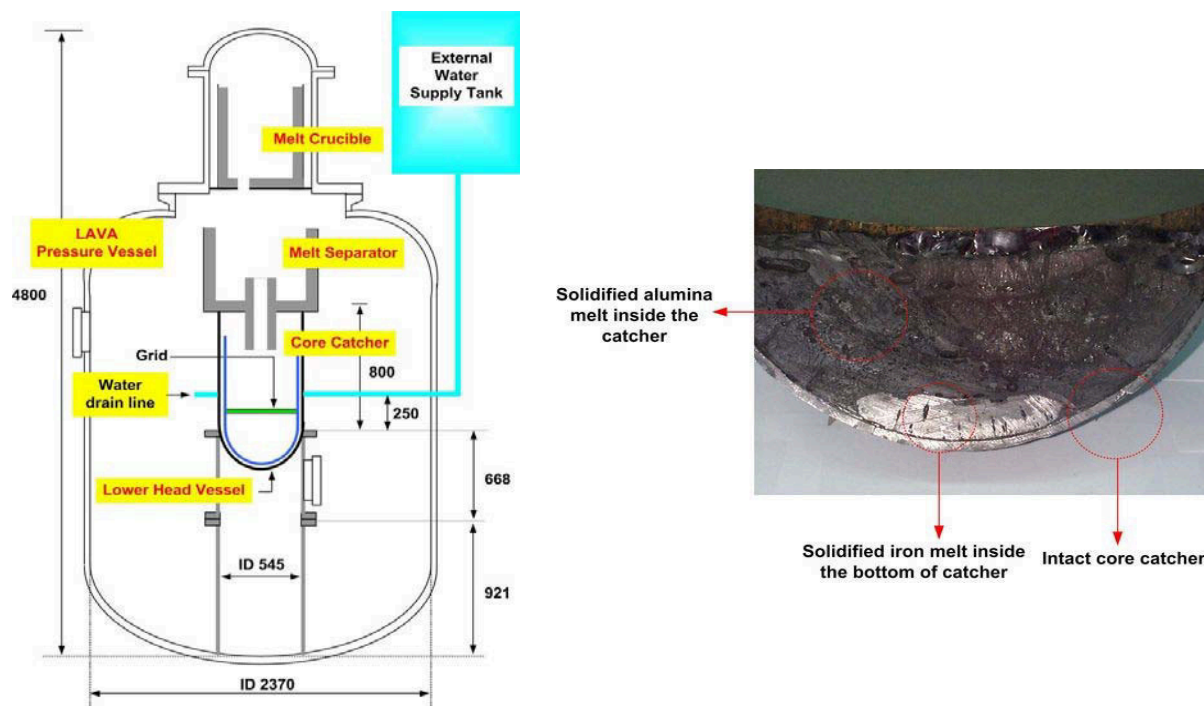 External
Water
Supply Tank
Melt Crucible
LAVA
Pressure Vessel
Melt Separator
4800
Core Catcher
Grid
800
Water
drain line
250
Lower Head Vessel
668
ID 545
921
ID 2370
Solidified alumina
melt inside the
catcher
Solidified iron melt inside
the bottom of catcher
Intact core catcher